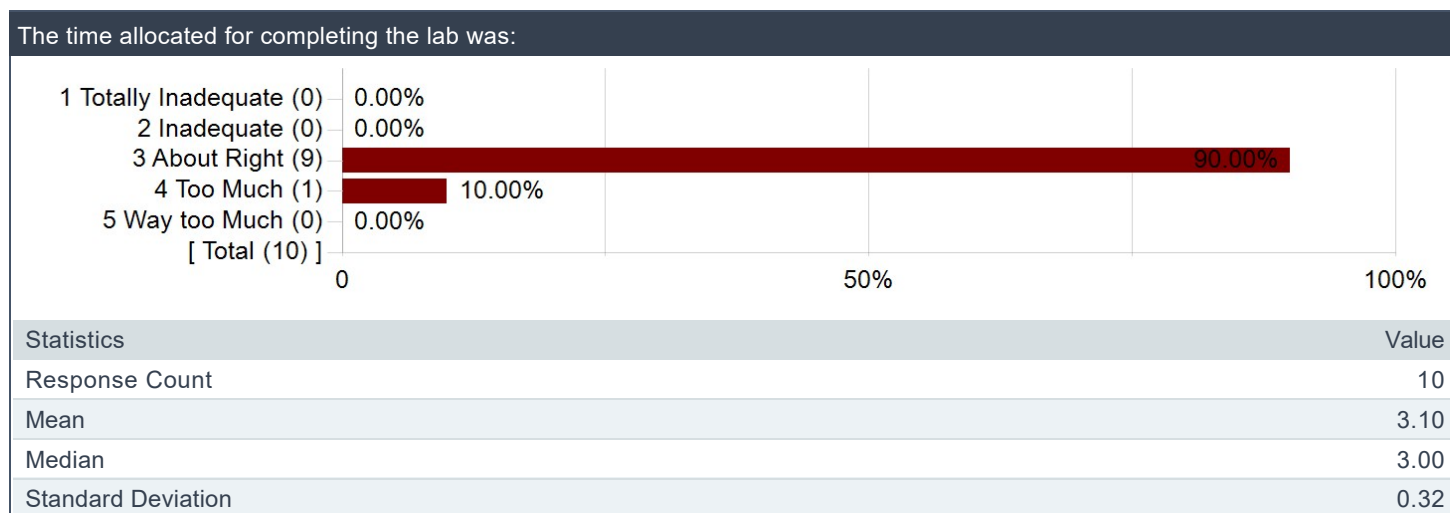 The time allocated for completing the lab was:
1 Totally Inadequate (0) 0.00%
2 Inadequate (0) 0.00%
3 About Right (9) 90.00%
4 Too Much (1) 10.00%
5 Way too Much (0) 0.00%
[ Total (10) ]
0 50% 100%
Statistics Value
Response Count 10
Mean 3.10
Median 3.00
Standard Deviation 0.32